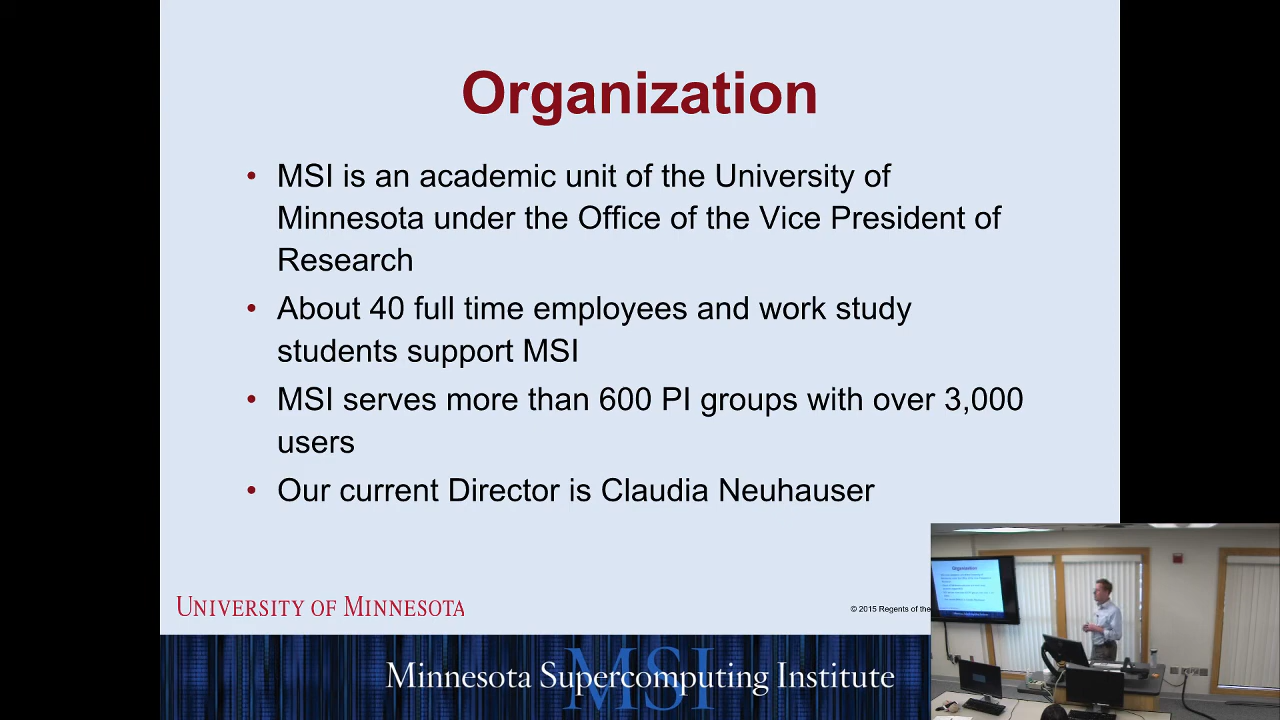 Organization
• MSI is an academic unit of the University of
Minnesota under the Office of the Vice President of
Research
• About 40 full time employees and work study
students support MSI
• MSI serves more than 600 PI groups with over 3,000
users
• Our current Director is Claudia Neuhauser
UNIVERSITY OF MINNESOTA
© 2015 Regents of the
MSI
Minnesota Supercomputing Institute
Organization